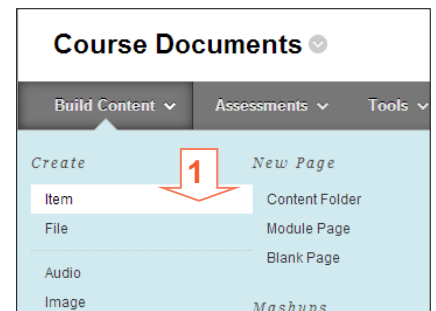 Course Documents
Build Content Assessments Tools
Create
1
Item
File
Audio
Image
New Page
Content Folder
Module Page
Blank Page
Mashups